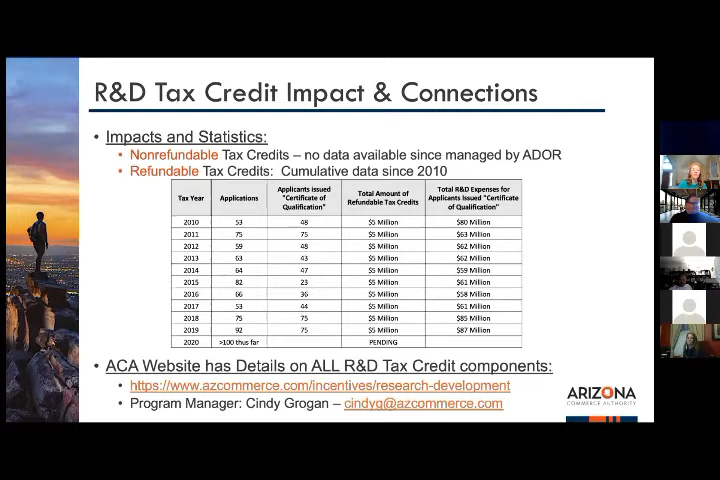 R&D Tax Credit Impact & Connections
• Impacts and Statistics:
• Nonrefundable Tax Credits – no data available since managed by ADOR
• Refundable Tax Credits: Cumulative data since 2010
Tax Year Applications Applicants issued "Certificate of Qualification" Total Amount of Refundable Tax Credits Total R&D Expenses for Applicants Issued "Certificate of Qualification"
2010 53 48 $5 Million $80 Million
2011 75 75 $5 Million $63 Million
2012 59 48 $5 Million $62 Million
2013 63 43 $5 Million $62 Million
2014 64 47 $5 Million $59 Million
2015 82 23 $5 Million $61 Million
2016 66 36 $5 Million $58 Million
2017 53 44 $5 Million $61 Million
2018 75 75 $5 Million $85 Million
2019 92 75 $5 Million $87 Million
2020 >100 thus far PENDING
• ACA Website has Details on ALL R&D Tax Credit components:
• https://www.azcommerce.com/incentives/research-development
• Program Manager: Cindy Grogan – cindyg@azcommerce.com
ARIZONA
COMMERCE AUTHORITY